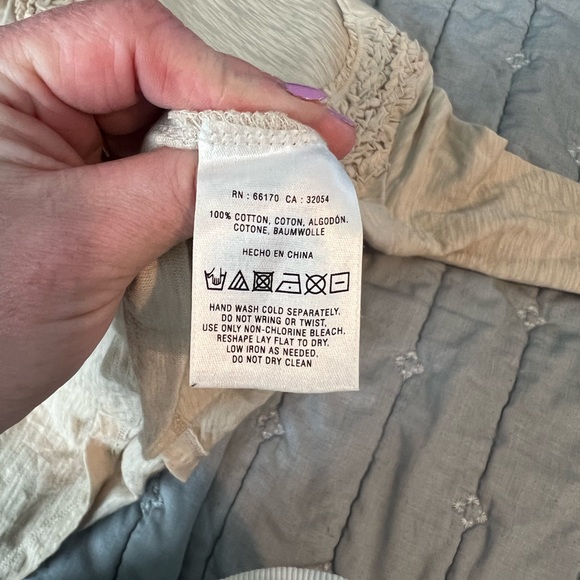 RN : 66170 CA : 32054
100% COTTON, COTON, ALGODÓN.
COTONE, BAUMWOLLE
HECHO EN CHINA
HAND WASH COLD SEPARATELY.
DO NOT WRING OR TWIST.
USE ONLY NON-CHLORINE BLEACH.
RESHAPE LAY FLAT TO DRY.
LOW IRON AS NEEDED.
DO NOT DRY CLEAN